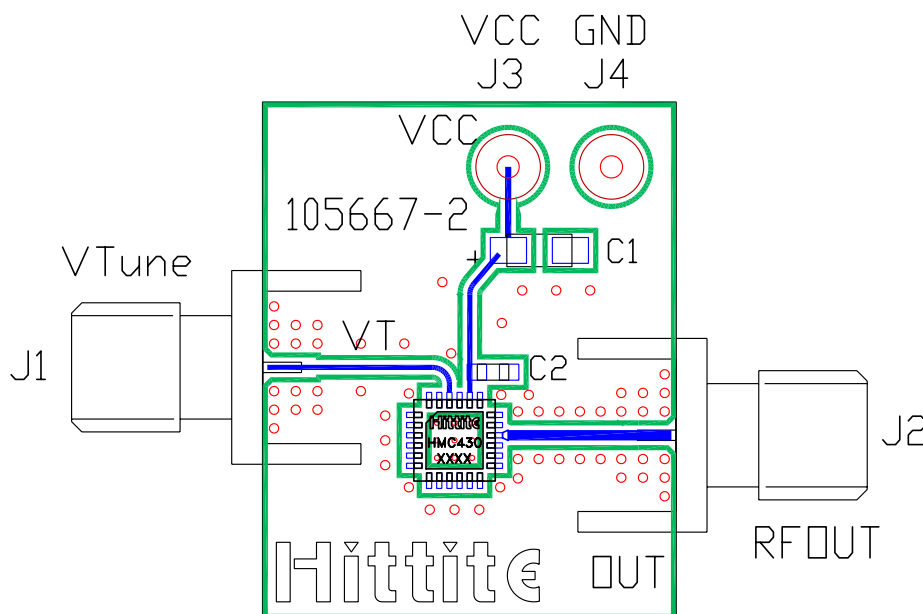 VCC GND
J3 J4
VCC
105667-2
+ C1
VTune
VT
J1
C2
Hittite
HMC430
XXXX
J2
RFOUT
OUT
Hittite